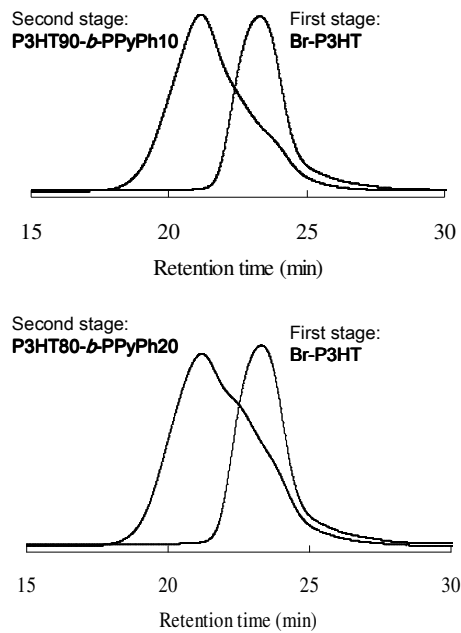 Second stage:
P3HT90-b-PPyPh10
First stage:
Br-P3HT
15 20 25 30
Retention time (min)
Second stage:
P3HT80-b-PPyPh20
First stage:
Br-P3HT
15 20 25 30
Retention time (min)